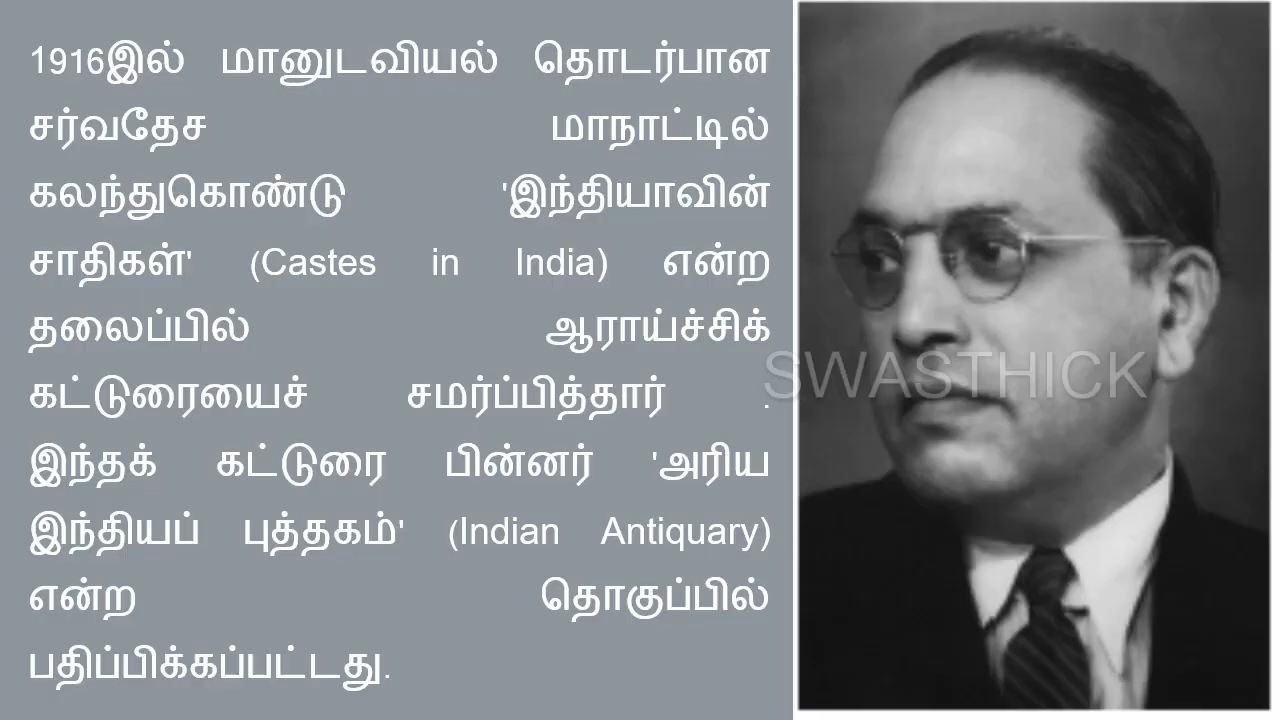 1916இல் மானுடவியல் தொடர்பான
சர்வதேச மாநாட்டில்
கலந்துகொண்டு 'இந்தியாவின்
சாதிகள்' (Castes in India) என்ற
தலைப்பில் ஆராய்ச்சிக்
கட்டுரையைச் சமர்ப்பித்தார் .
இந்தக் கட்டுரை பின்னர் 'அரிய
இந்தியப் புத்தகம்' (Indian Antiquary)
என்ற தொகுப்பில்
பதிப்பிக்கப்பட்டது.
SWASTHICK